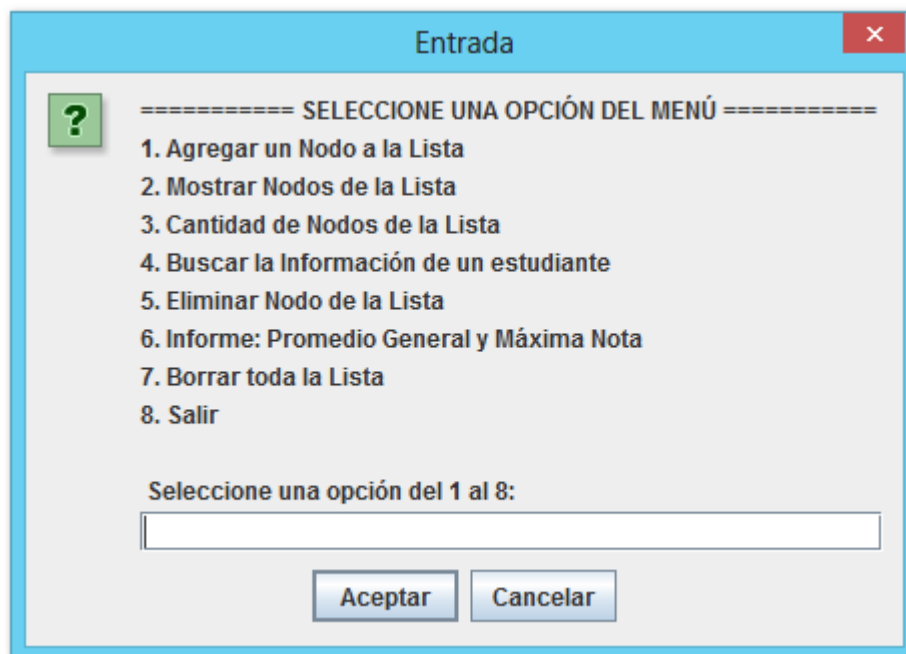 Entrada
=========== SELECCIONE UNA OPCIÓN DEL MENÚ ===========
1. Agregar un Nodo a la Lista
2. Mostrar Nodos de la Lista
3. Cantidad de Nodos de la Lista
4. Buscar la Información de un estudiante
5. Eliminar Nodo de la Lista
6. Informe: Promedio General y Máxima Nota
7. Borrar toda la Lista
8. Salir
Seleccione una opción del 1 al 8:
Aceptar Cancelar